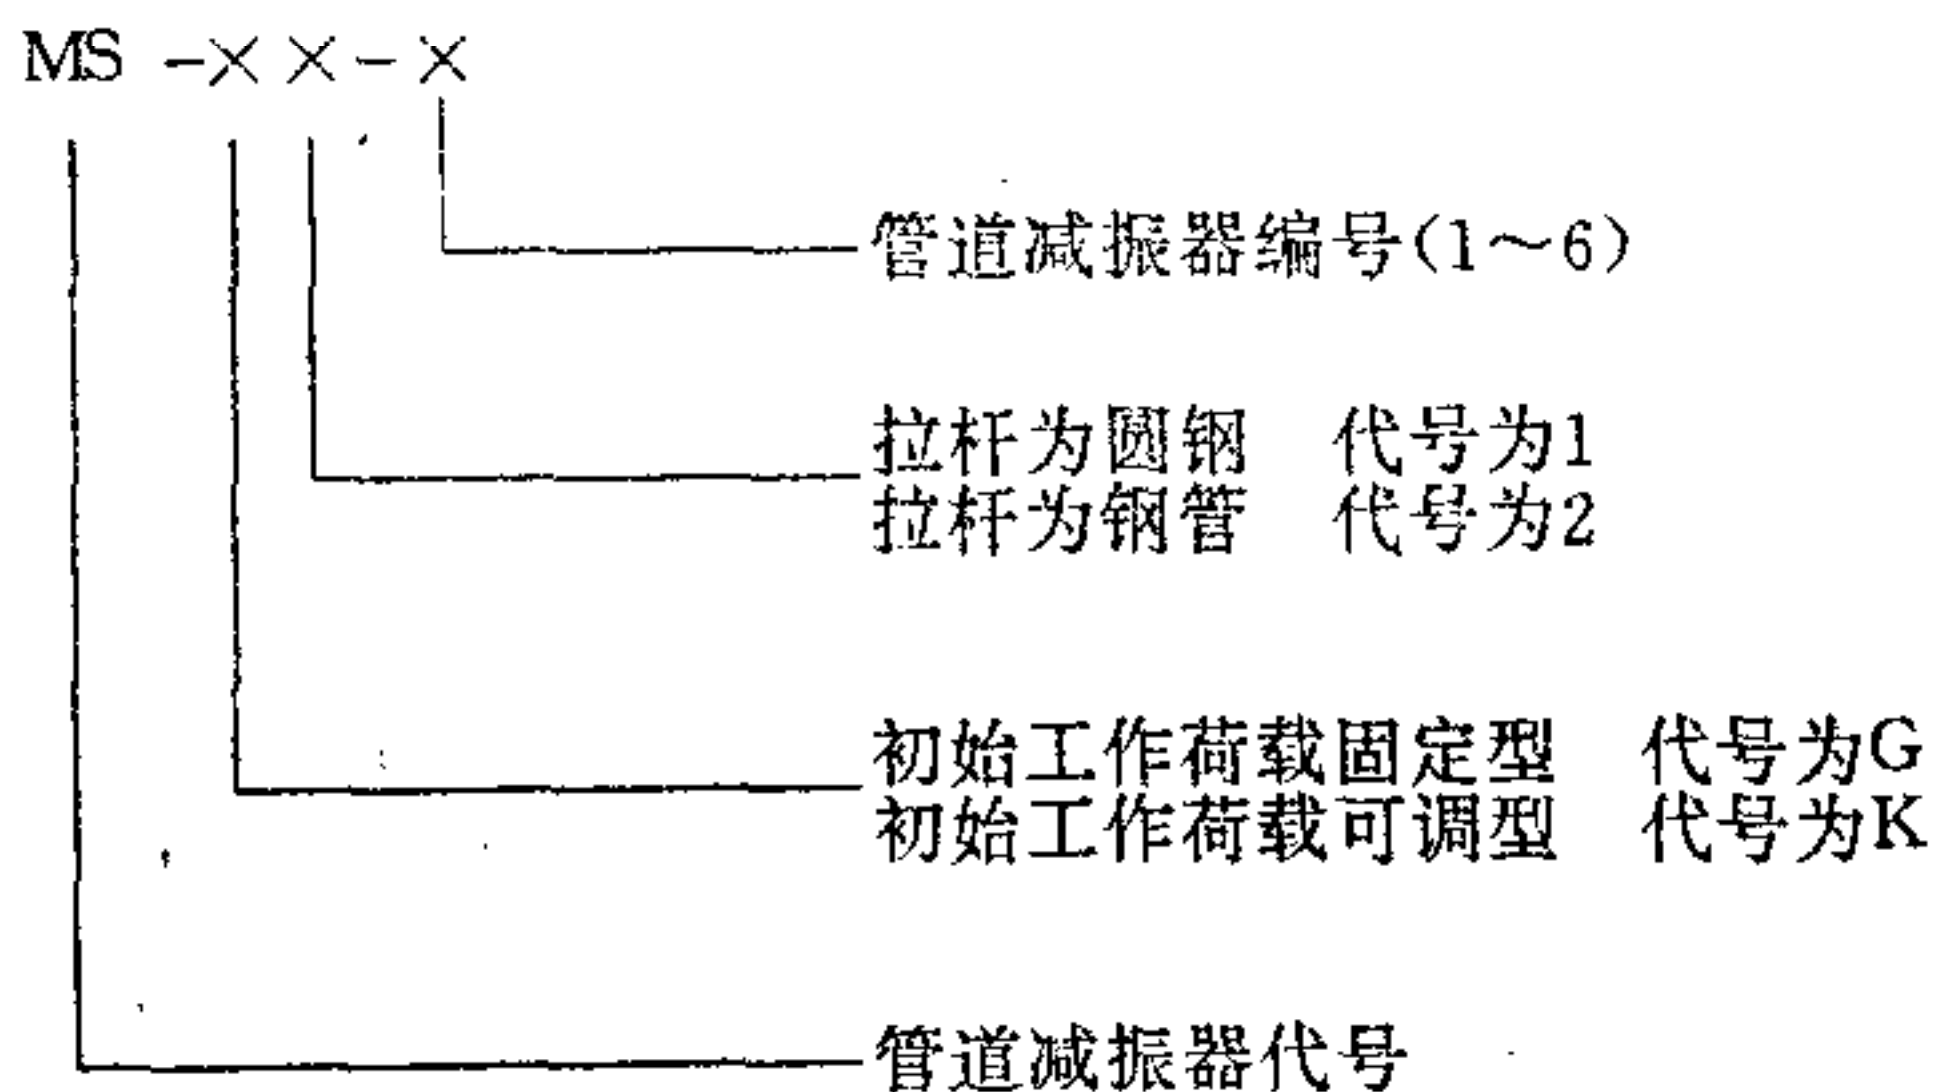 MS -××-×
管道减振器编号(1～6)
拉杆为圆钢 代号为1
拉杆为钢管 代号为2
初始工作荷载固定型 代号为G
初始工作荷载可调型 代号为K
管道减振器代号